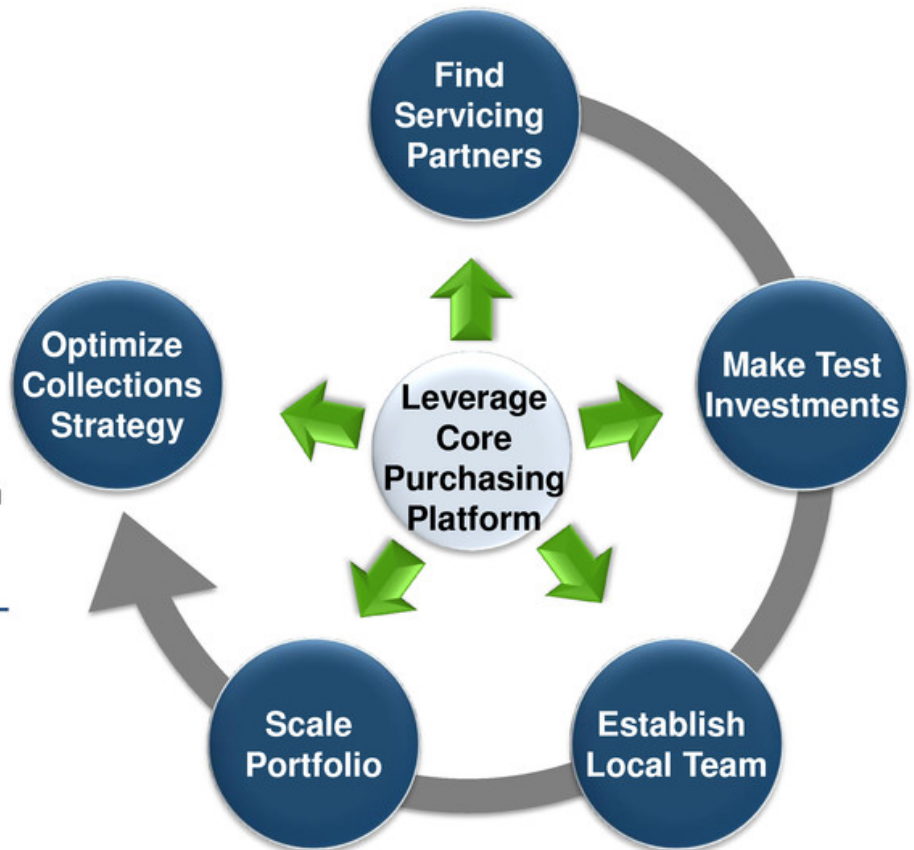 Find
Servicing
Partners
Make Test
Investments
Establish
Local Team
Scale
Portfolio
Optimize
Collections
Strategy
Leverage
Core
Purchasing
Platform